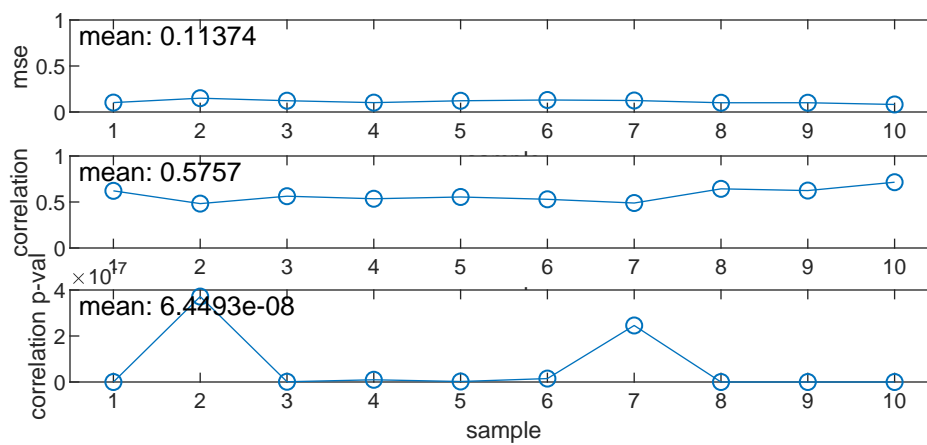 mean: 0.11374
mse
1
0.5
0
1 2 3 4 5 6 7 8 9 10
mean: 0.5757
correlation
1
0.5
0
1 2 3 4 5 6 7 8 9 10
×10⁻⁷
mean: 6.4493e-08
correlation p-val
4
2
0
1 2 3 4 5 6 7 8 9 10
sample